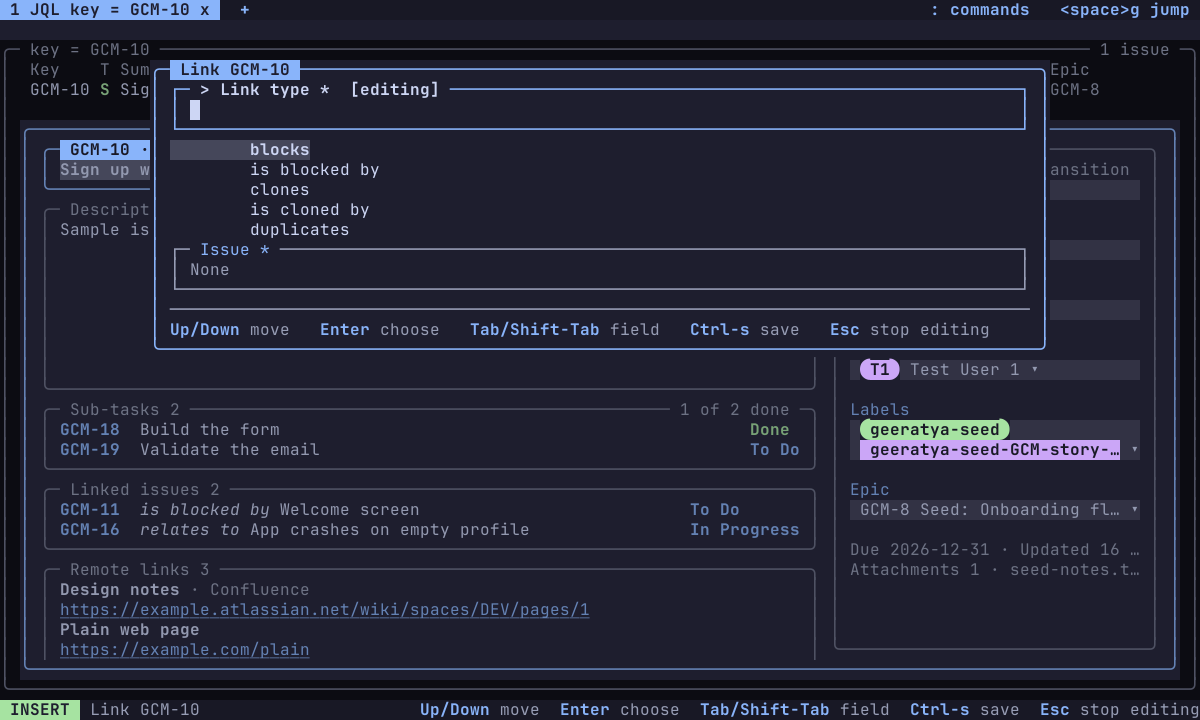 1 JQL key = GCM-10 x + : commands <space>g jump
key = GCM-10 1 issue
Key T Sum Epic
GCM-10 S Sig GCM-8
Link GCM-10
> Link type * [editing]
blocks
is blocked by
clones
is cloned by
duplicates
Issue *
None
Up/Down move Enter choose Tab/Shift-Tab field Ctrl-s save Esc stop editing
GCM-10 ·
Sign up w
Descript
Sample is
ansition
T1 Test User 1 ▾
Sub-tasks 2 1 of 2 done
GCM-18 Build the form Done
GCM-19 Validate the email To Do
Linked issues 2
GCM-11 is blocked by Welcome screen To Do
GCM-16 relates to App crashes on empty profile In Progress
Remote links 3
Design notes · Confluence
https://example.atlassian.net/wiki/spaces/DEV/pages/1
Plain web page
https://example.com/plain
Labels
geeratya-seed
geeratya-seed-GCM-story-… ▾
Epic
GCM-8 Seed: Onboarding fl… ▾
Due 2026-12-31 · Updated 16 …
Attachments 1 · seed-notes.t…
INSERT Link GCM-10 Up/Down move Enter choose Tab/Shift-Tab field Ctrl-s save Esc stop editing